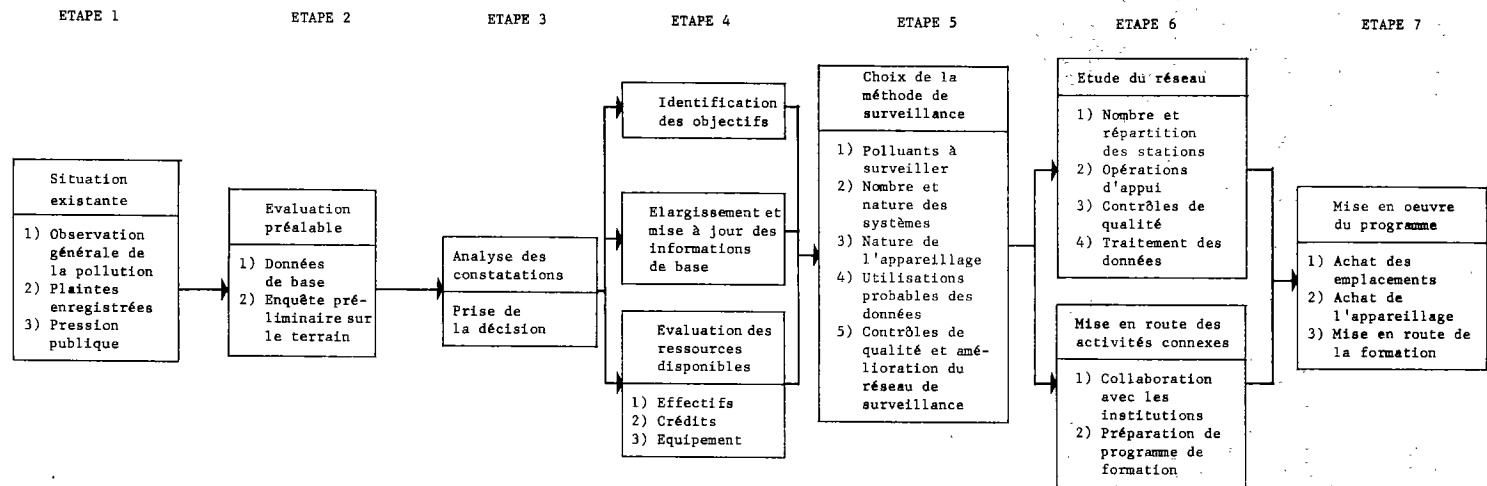 ETAPE 1
ETAPE 2
ETAPE 3
ETAPE 4
ETAPE 5
ETAPE 6
ETAPE 7
Situation
existante
1) Observation
générale de
la pollution
2) Plaintes
enregistrées
3) Pression
publique
Evaluation
préalable
1) Données
de base
2) Enquête pré-
liminaire sur
le terrain
Analyse des
constatations
Prise de
la décision
Identification
des objectifs
Elargissement et
mise à jour des
informations
de base
Evaluation des
ressources
disponibles
1) Effectifs
2) Crédits
3) Equipement
Choix de la
méthode de
surveillance
1) Polluants à
surveiller
2) Nombre et
nature des
systèmes
3) Nature de
l'appareillage
4) Utilisations
probables des
données
5) Contrôles de
qualité et amé-
lioration du
réseau de
surveillance
Etude du réseau
1) Nombre et
répartition
des stations
2) Opérations
d'appui
3) Contrôles de
qualité
4) Traitement des
données
Mise en route des
activités connexes
1) Collaboration
avec les
institutions
2) Préparation de
programme de
formation
Mise en oeuvre
du programme
1) Achat des
emplacements
2) Achat de
l'appareillage
3) Mise en route de
la formation